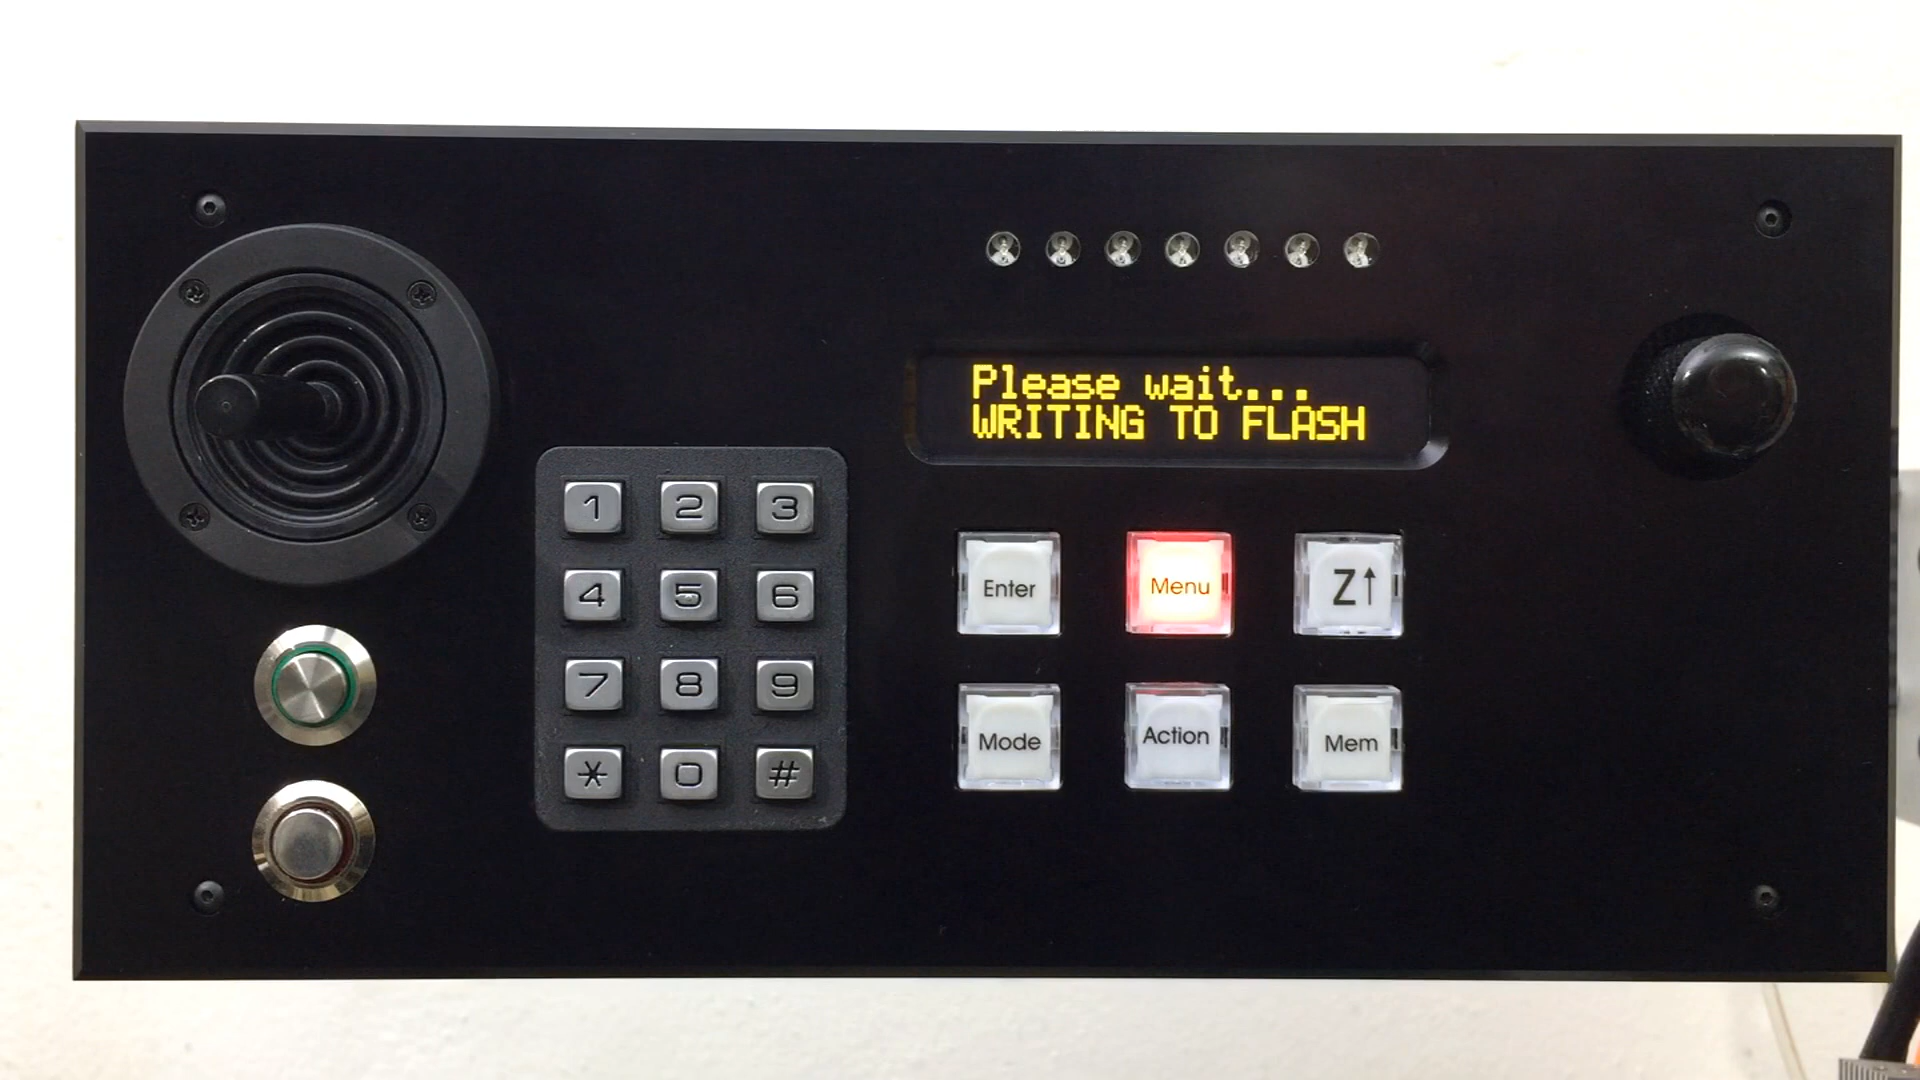 Please wait...
WRITING TO FLASH
1 2 3
4 5 6
7 8 9
* 0 #
Enter Menu Z↑
Mode Action Mem